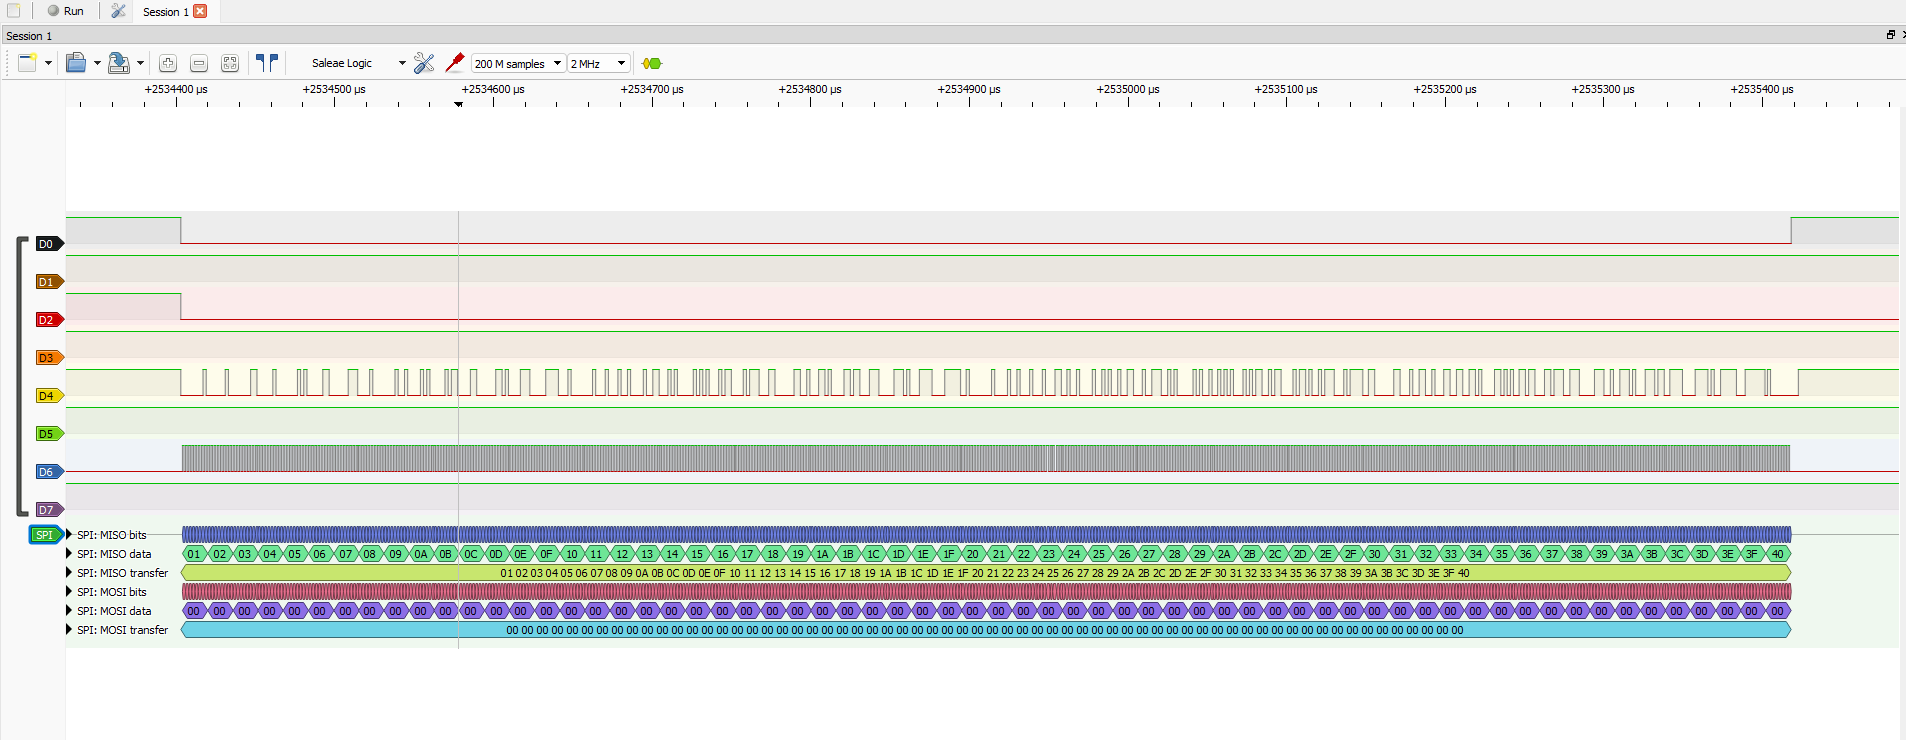 Run Session 1
Session 1
Saleae Logic 200 M samples 2 MHz
+2534400 µs +2534500 µs +2534600 µs +2534700 µs +2534800 µs +2534900 µs +2535000 µs +2535100 µs +2535200 µs +2535300 µs +2535400 µs
D0
D1
D2
D3
D4
D5
D6
D7
SPI SPI: MISO bits
SPI: MISO data 01 02 03 04 05 06 07 08 09 0A 0B 0C 0D 0E 0F 10 11 12 13 14 15 16 17 18 19 1A 1B 1C 1D 1E 1F 20 21 22 23 24 25 26 27 28 29 2A 2B 2C 2D 2E 2F 30 31 32 33 34 35 36 37 38 39 3A 3B 3C 3D 3E 3F 40
SPI: MISO transfer 01 02 03 04 05 06 07 08 09 0A 0B 0C 0D 0E 0F 10 11 12 13 14 15 16 17 18 19 1A 1B 1C 1D 1E 1F 20 21 22 23 24 25 26 27 28 29 2A 2B 2C 2D 2E 2F 30 31 32 33 34 35 36 37 38 39 3A 3B 3C 3D 3E 3F 40
SPI: MOSI bits
SPI: MOSI data 00 00 00 00 00 00 00 00 00 00 00 00 00 00 00 00 00 00 00 00 00 00 00 00 00 00 00 00 00 00 00 00 00 00 00 00 00 00 00 00 00 00 00 00 00 00 00 00 00 00 00 00 00 00 00 00 00 00 00 00 00 00 00 00
SPI: MOSI transfer 00 00 00 00 00 00 00 00 00 00 00 00 00 00 00 00 00 00 00 00 00 00 00 00 00 00 00 00 00 00 00 00 00 00 00 00 00 00 00 00 00 00 00 00 00 00 00 00 00 00 00 00 00 00 00 00 00 00 00 00 00 00 00 00